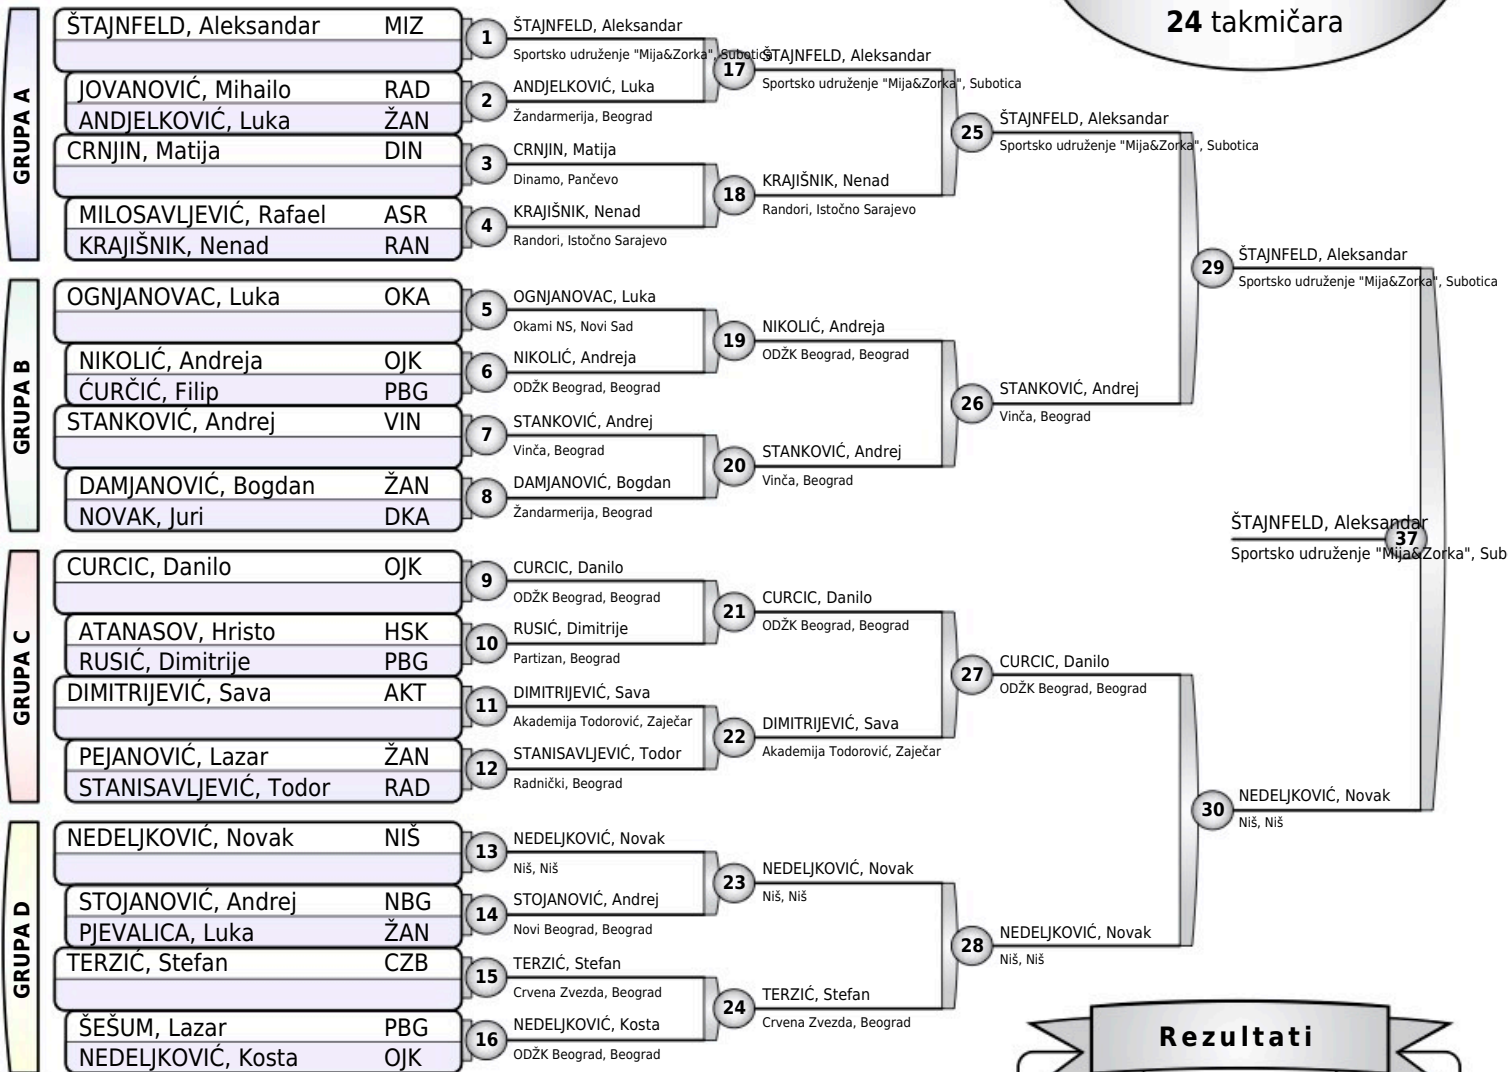 24 takmičara
GRUPA A
ŠTAJNFELD, Aleksandar MIZ
JOVANOVIĆ, Mihailo RAD
ANDJELKOVIĆ, Luka ŽAN
CRNJIN, Matija DIN
MILOSAVLJEVIĆ, Rafael ASR
KRAJIŠNIK, Nenad RAN
GRUPA B
OGNJANOVAC, Luka OKA
NIKOLIĆ, Andreja OJK
ĆURČIĆ, Filip PBG
STANKOVIĆ, Andrej VIN
DAMJANOVIĆ, Bogdan ŽAN
NOVAK, Juri DKA
GRUPA C
CURCIC, Danilo OJK
ATANASOV, Hristo HSK
RUSIĆ, Dimitrije PBG
DIMITRIJEVIĆ, Sava AKT
PEJANOVIĆ, Lazar ŽAN
STANISAVLJEVIĆ, Todor RAD
GRUPA D
NEDELJKOVIĆ, Novak NIŠ
STOJANOVIĆ, Andrej NBG
PJEVALICA, Luka ŽAN
TERZIĆ, Stefan CZB
ŠEŠUM, Lazar PBG
NEDELJKOVIĆ, Kosta OJK
1
ŠTAJNFELD, Aleksandar
Sportsko udruženje "Mija&Zorka", Subotica
2
ANDJELKOVIĆ, Luka
Žandarmerija, Beograd
3
CRNJIN, Matija
Dinamo, Pančevo
4
KRAJIŠNIK, Nenad
Randori, Istočno Sarajevo
5
OGNJANOVAC, Luka
Okami NS, Novi Sad
6
NIKOLIĆ, Andreja
ODŽK Beograd, Beograd
7
STANKOVIĆ, Andrej
Vinča, Beograd
8
DAMJANOVIĆ, Bogdan
Žandarmerija, Beograd
9
CURCIC, Danilo
ODŽK Beograd, Beograd
10
RUSIĆ, Dimitrije
Partizan, Beograd
11
DIMITRIJEVIĆ, Sava
Akademija Todorović, Zaječar
12
STANISAVLJEVIĆ, Todor
Radnički, Beograd
13
NEDELJKOVIĆ, Novak
Niš, Niš
14
STOJANOVIĆ, Andrej
Novi Beograd, Beograd
15
TERZIĆ, Stefan
Crvena Zvezda, Beograd
16
NEDELJKOVIĆ, Kosta
ODŽK Beograd, Beograd
17
ŠTAJNFELD, Aleksandar
Sportsko udruženje "Mija&Zorka", Subotica
18
KRAJIŠNIK, Nenad
Randori, Istočno Sarajevo
19
NIKOLIĆ, Andreja
ODŽK Beograd, Beograd
20
STANKOVIĆ, Andrej
Vinča, Beograd
21
CURCIC, Danilo
ODŽK Beograd, Beograd
22
DIMITRIJEVIĆ, Sava
Akademija Todorović, Zaječar
23
NEDELJKOVIĆ, Novak
Niš, Niš
24
TERZIĆ, Stefan
Crvena Zvezda, Beograd
25
ŠTAJNFELD, Aleksandar
Sportsko udruženje "Mija&Zorka", Subotica
26
STANKOVIĆ, Andrej
Vinča, Beograd
27
CURCIC, Danilo
ODŽK Beograd, Beograd
28
NEDELJKOVIĆ, Novak
Niš, Niš
29
ŠTAJNFELD, Aleksandar
Sportsko udruženje "Mija&Zorka", Subotica
30
NEDELJKOVIĆ, Novak
Niš, Niš
37
ŠTAJNFELD, Aleksandar
Sportsko udruženje "Mija&Zorka", Sub
Rezultati